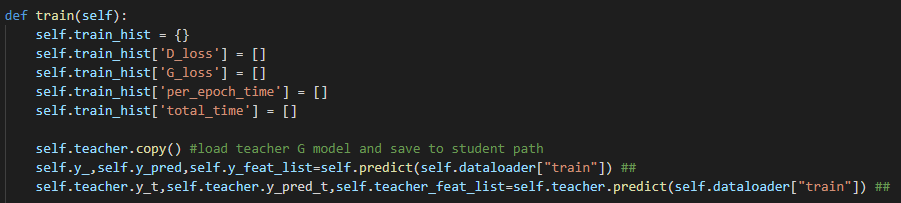 def train(self):
    self.train_hist = {}
    self.train_hist['D_loss'] = []
    self.train_hist['G_loss'] = []
    self.train_hist['per_epoch_time'] = []
    self.train_hist['total_time'] = []

    self.teacher.copy() #load teacher G model and save to student path
    self.y_,self.y_pred,self.y_feat_list=self.predict(self.dataloader["train"]) ##
    self.teacher.y_t,self.teacher.y_pred_t,self.teacher_feat_list=self.teacher.predict(self.dataloader["train"]) ##